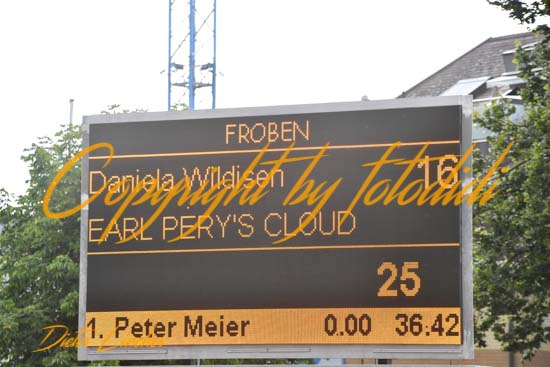 FROBEN
Daniela Wildisen 16
EARL PERY'S CLOUD
Copyright by fotodidi
25
1. Peter Meier 0.00 36:42